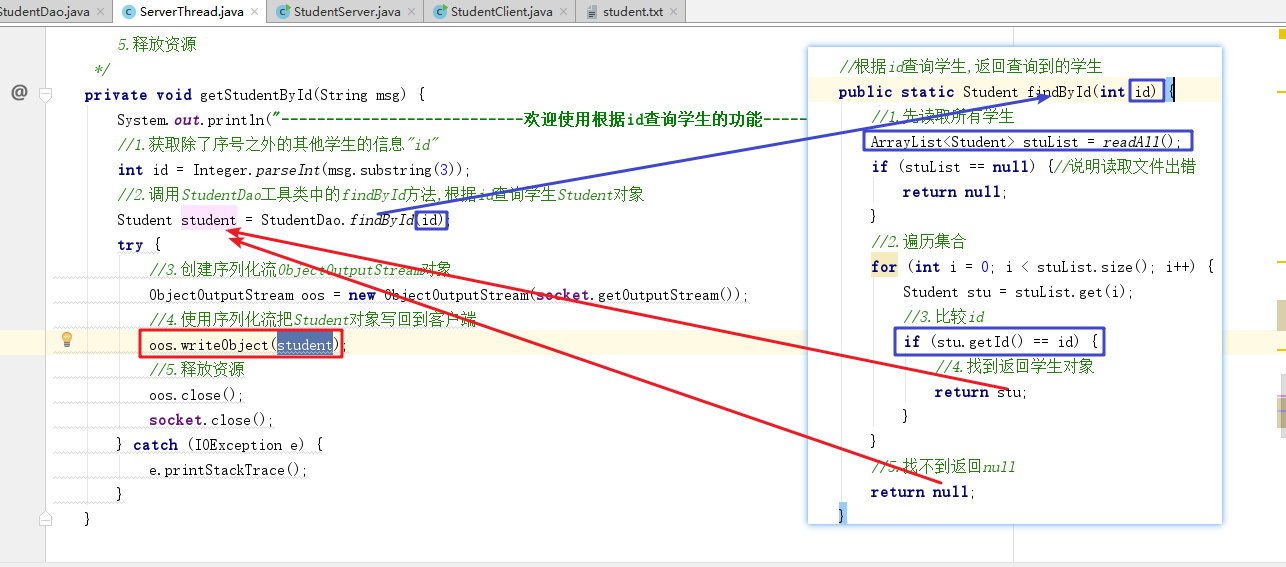 StudentDao.java
ServerThread.java
StudentServer.java
StudentClient.java
student.txt
5.释放资源
*/
private void getStudentById(String msg) {
System.out.println("--------------------------欢迎使用根据id查询学生的功能-----
//1.获取除了序号之外的其他学生的信息"id"
int id = Integer.parseInt(msg.substring(3));
//2.调用StudentDao工具类中的findById方法,根据id查询学生Student对象
Student student = StudentDao.findById(id);
try {
//3.创建序列化流ObjectOutputStream对象
ObjectOutputStream oos = new ObjectOutputStream(socket.getOutputStream());
//4.使用序列化流把Student对象写回到客户端
oos.writeObject(student);
//5.释放资源
oos.close();
socket.close();
} catch (IOException e) {
e.printStackTrace();
}
}
//根据id查询学生,返回查询到的学生
public static Student findById(int id) {
//1.先读取所有学生
ArrayList<Student> stuList = readAll();
if (stuList == null) {//说明读取文件出错
return null;
}
//2.遍历集合
for (int i = 0; i < stuList.size(); i++) {
Student stu = stuList.get(i);
//3.比较id
if (stu.getId() == id) {
//4.找到返回学生对象
return stu;
}
}
//5.找不到返回null
return null;
}